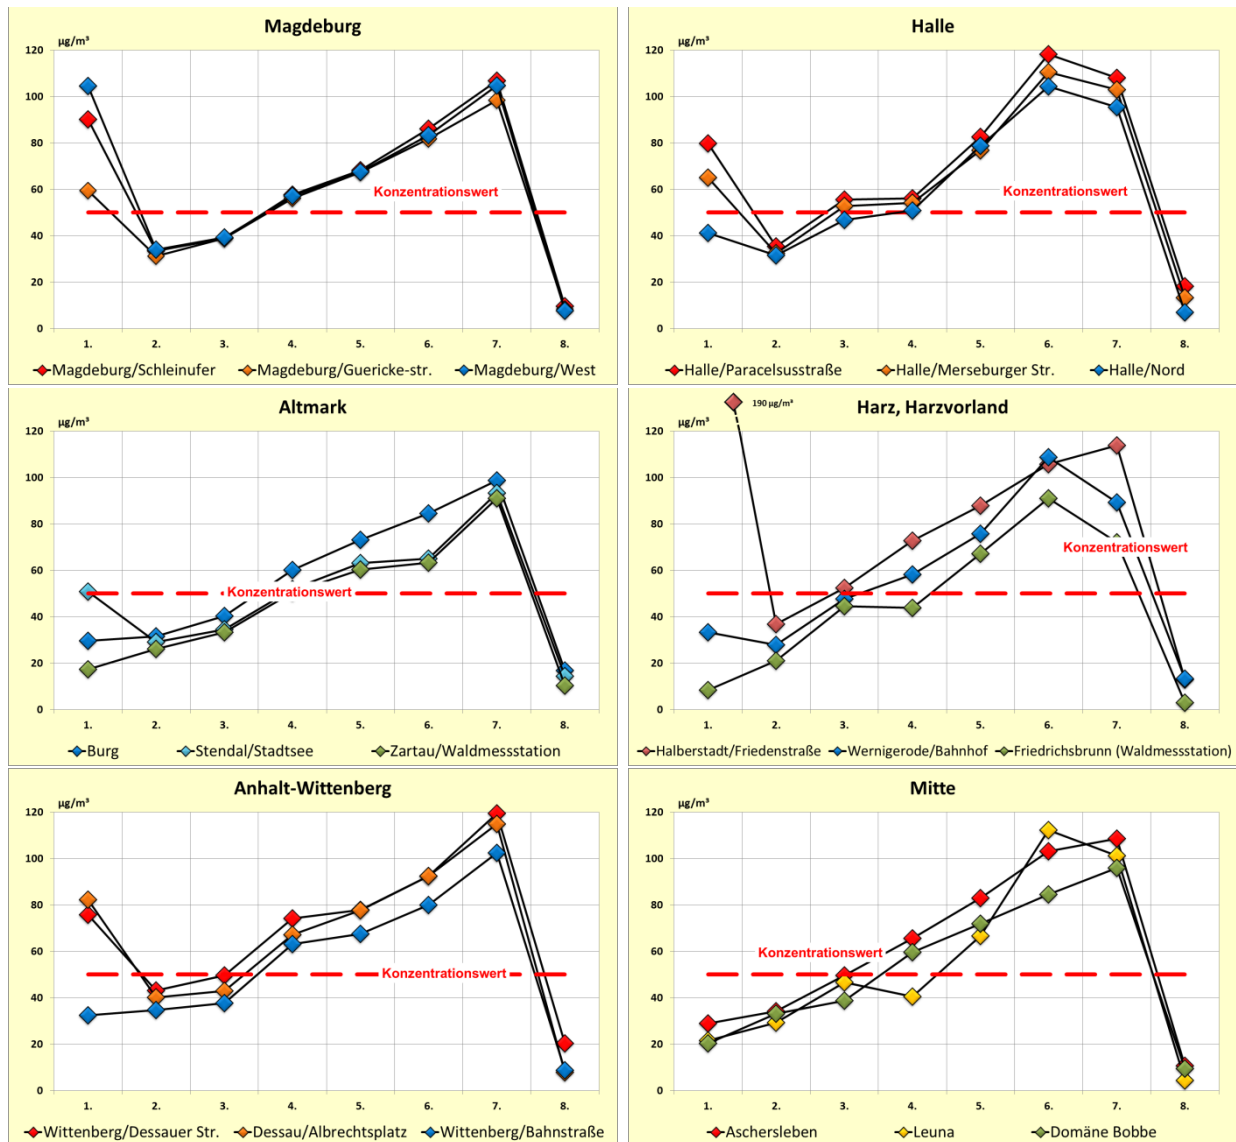 Magdeburg
µg/m³
120
100
80
60
40
20
0
Konzentrationswert
1. 2. 3. 4. 5. 6. 7. 8.
Magdeburg/Schleinufer Magdeburg/Guericke-str. Magdeburg/West
Halle
µg/m³
120
100
80
60
40
20
0
Konzentrationswert
1. 2. 3. 4. 5. 6. 7. 8.
Halle/Paracelsusstraße Halle/Merseburger Str. Halle/Nord
Altmark
µg/m³
120
100
80
60
40
20
0
Konzentrationswert
1. 2. 3. 4. 5. 6. 7. 8.
Burg Stendal/Stadtsee Zartau/Waldmessstation
Harz, Harzvorland
190 µg/m³
µg/m³
120
100
80
60
40
20
0
Konzentrationswert
1. 2. 3. 4. 5. 6. 7. 8.
Halberstadt/Friedenstraße Wernigerode/Bahnhof Friedrichsbrunn (Waldmessstation)
Anhalt-Wittenberg
µg/m³
120
100
80
60
40
20
0
Konzentrationswert
1. 2. 3. 4. 5. 6. 7. 8.
Wittenberg/Dessauer Str. Dessau/Albrechtsplatz Wittenberg/Bahnstraße
Mitte
µg/m³
120
100
80
60
40
20
0
Konzentrationswert
1. 2. 3. 4. 5. 6. 7. 8.
Aschersleben Leuna Domäne Bobbe